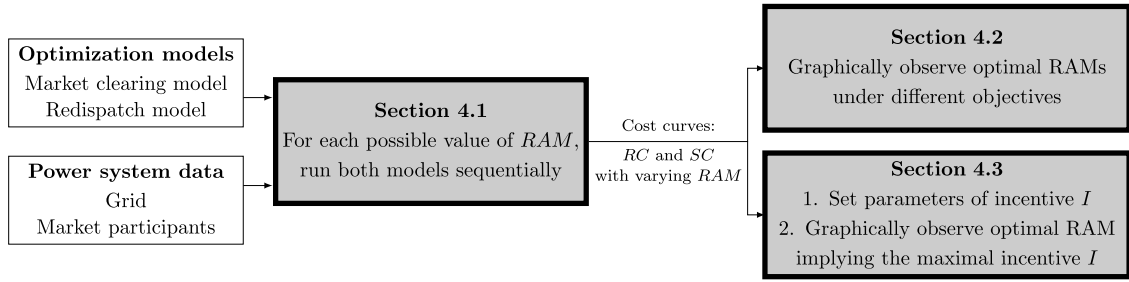 Optimization models
Market clearing model
Redispatch model
Power system data
Grid
Market participants
Section 4.1
For each possible value of RAM,
run both models sequentially
Cost curves:
RC and SC
with varying RAM
Section 4.2
Graphically observe optimal RAMs
under different objectives
Section 4.3
1. Set parameters of incentive I
2. Graphically observe optimal RAM
implying the maximal incentive I